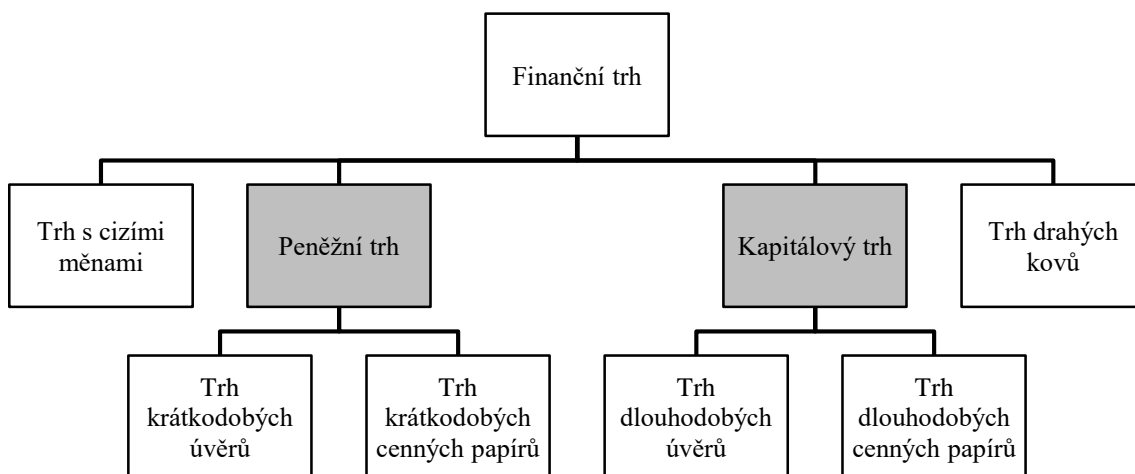 Finanční trh
Trh s cizími
měnami
Peněžní trh
Kapitálový trh
Trh drahých
kovů
Trh
krátkodobých
úvěrů
Trh
krátkodobých
cenných papírů
Trh
dlouhodobých
úvěrů
Trh
dlouhodobých
cenných papírů